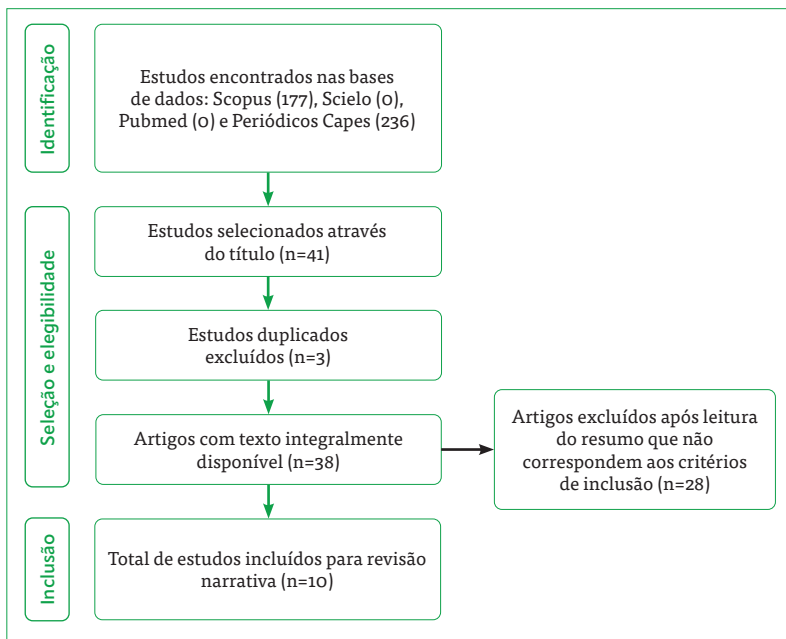 Identificação
Estudos encontrados nas bases
de dados: Scopus (177), Scielo (0),
Pubmed (0) e Periódicos Capes (236)
Seleção e elegibilidade
Estudos selecionados através
do título (n=41)
Estudos duplicados
excluídos (n=3)
Artigos com texto integralmente
disponível (n=38)
Artigos excluídos após leitura
do resumo que não
correspondem aos critérios
de inclusão (n=28)
Inclusão
Total de estudos incluídos para revisão
narrativa (n=10)